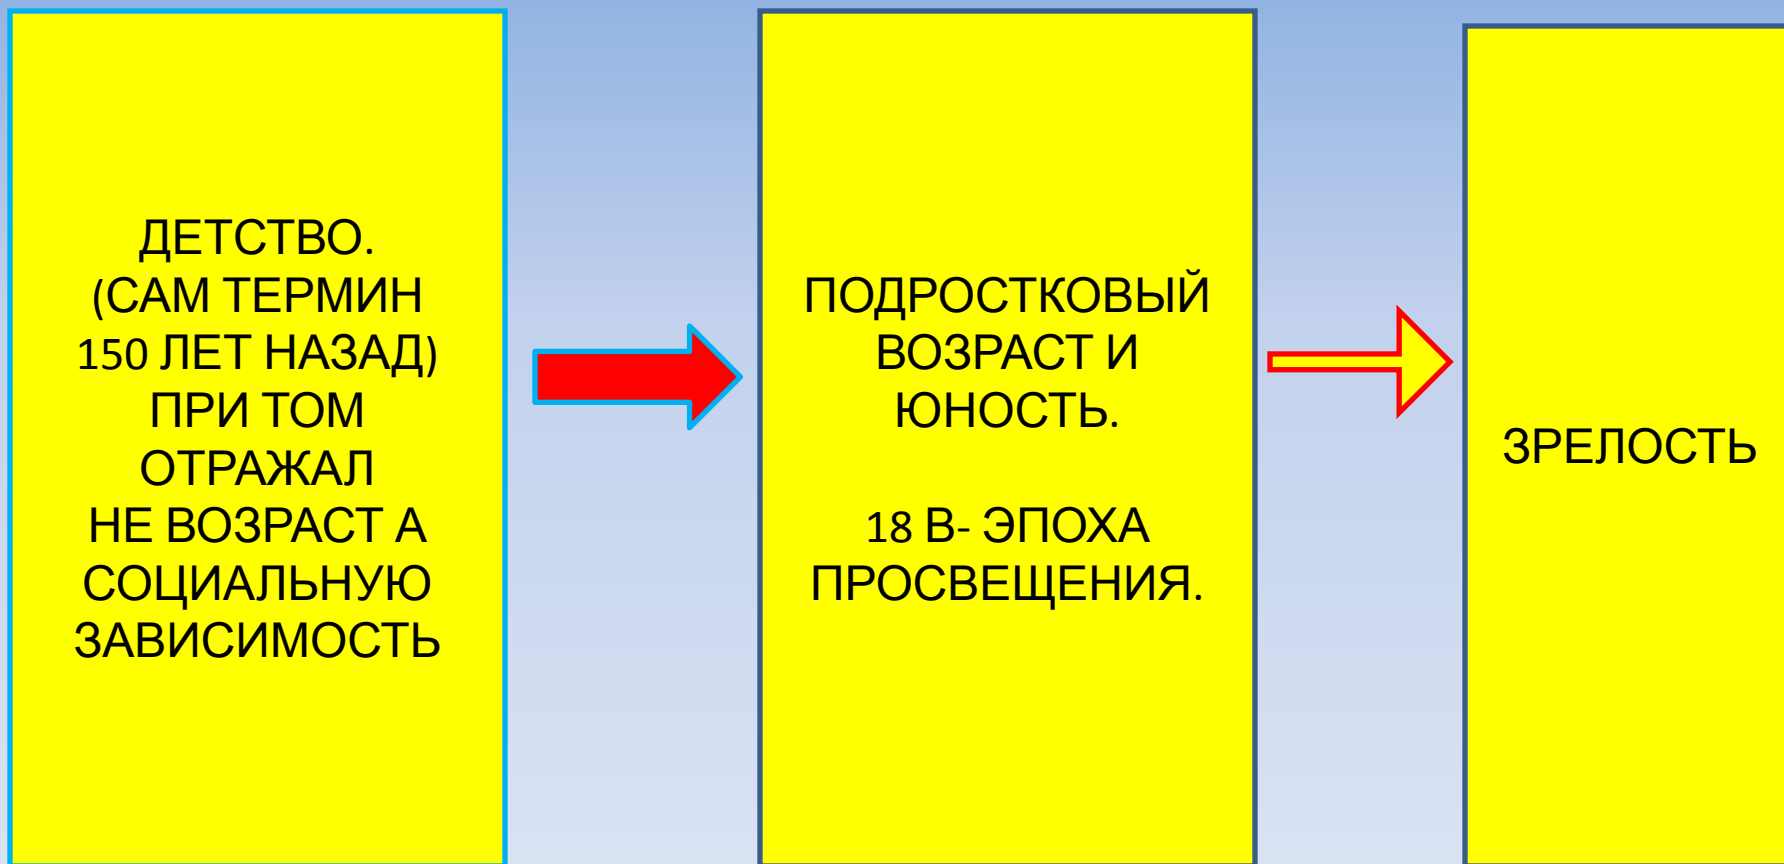 ДЕТСТВО.
(САМ ТЕРМИН
150 ЛЕТ НАЗАД)
ПРИ ТОМ
ОТРАЖАЛ
НЕ ВОЗРАСТ А
СОЦИАЛЬНУЮ
ЗАВИСИМОСТЬ
ПОДРОСТКОВЫЙ
ВОЗРАСТ И
ЮНОСТЬ.
18 В- ЭПОХА
ПРОСВЕЩЕНИЯ.
ЗРЕЛОСТЬ